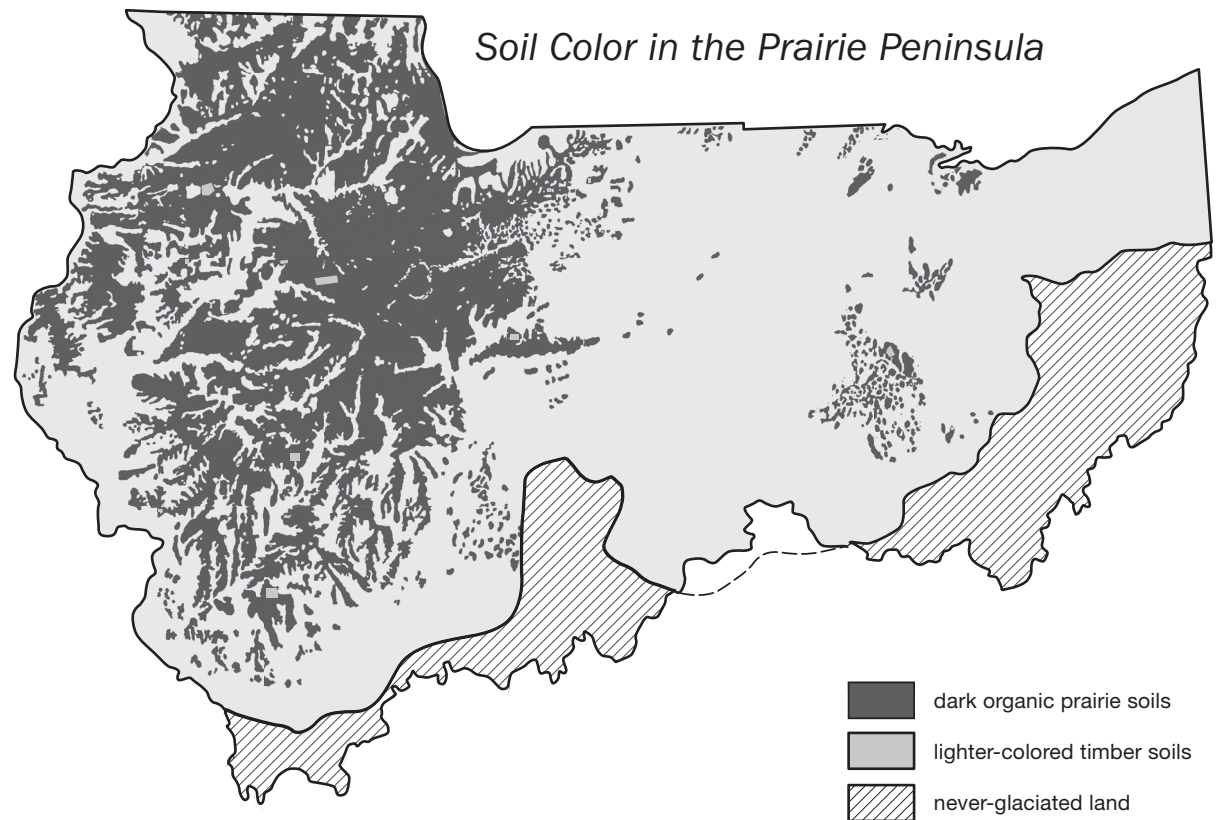 Soil Color in the Prairie Peninsula
dark organic prairie soils
lighter-colored timber soils
never-glaciated land